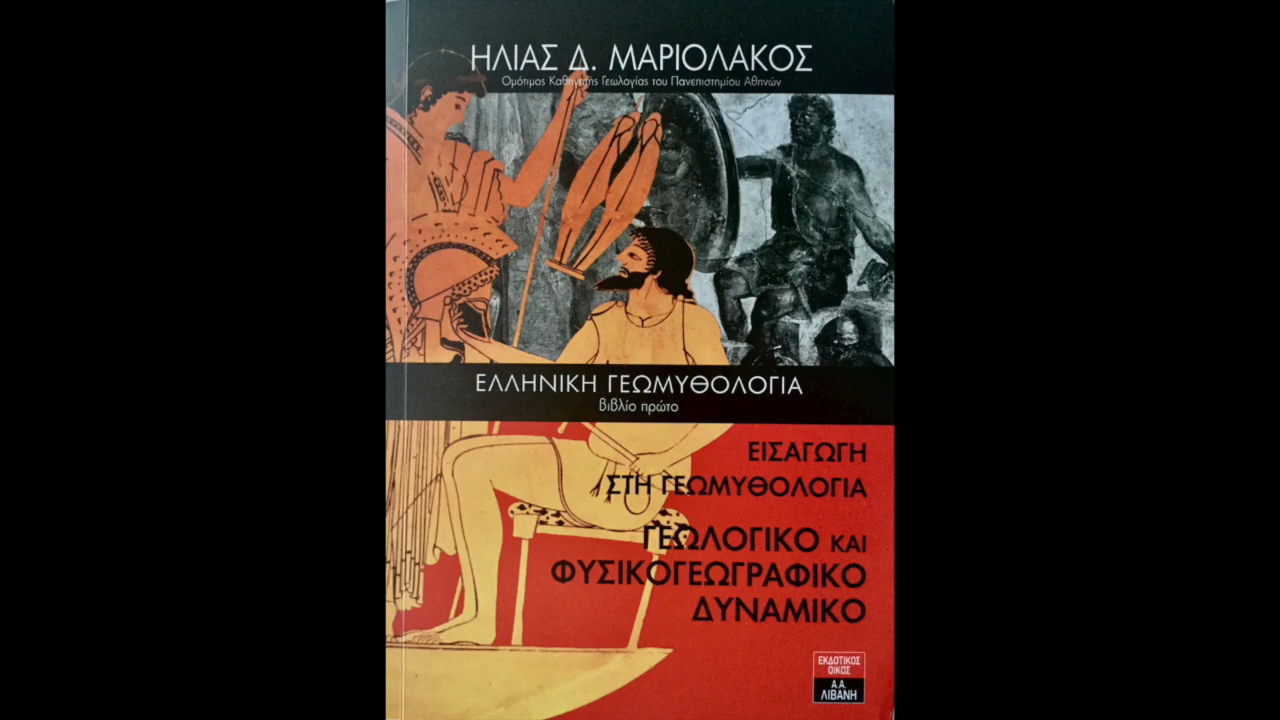 ΗΛΙΑΣ Δ. ΜΑΡΙΟΛΑΚΟΣ
Ομότιμος Καθηγητής Γεωλογίας του Πανεπιστημίου Αθηνών
ΕΛΛΗΝΙΚΗ ΓΕΩΜΥΘΟΛΟΓΙΑ
βιβλίο πρώτο
ΕΙΣΑΓΩΓΗ
ΣΤΗ ΓΕΩΜΥΘΟΛΟΓΙΑ
ΓΕΩΛΟΓΙΚΟ ΚΑΙ
ΦΥΣΙΚΟΓΕΩΓΡΑΦΙΚΟ
ΔΥΝΑΜΙΚΟ
ΕΚΔΟΤΙΚΟΣ
ΟΙΚΟΣ
Α.Α.
ΛΙΒΑΝΗ